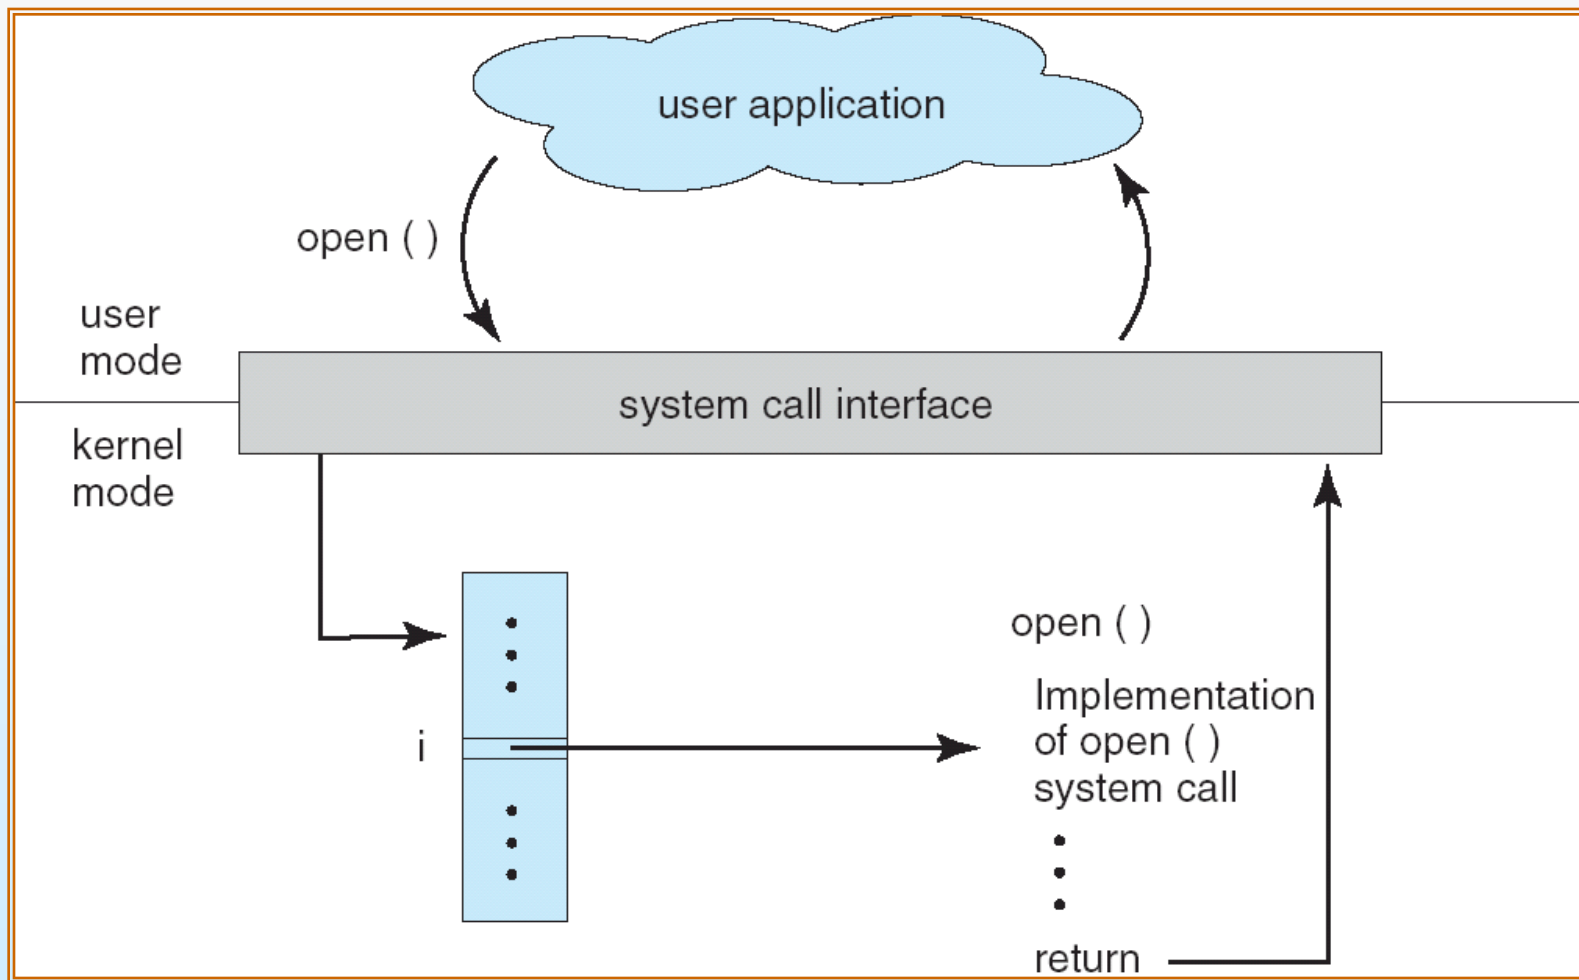 user application
open ( )
user
mode
system call interface
kernel
mode
open ( )
Implementation
of open ( )
system call
i
return